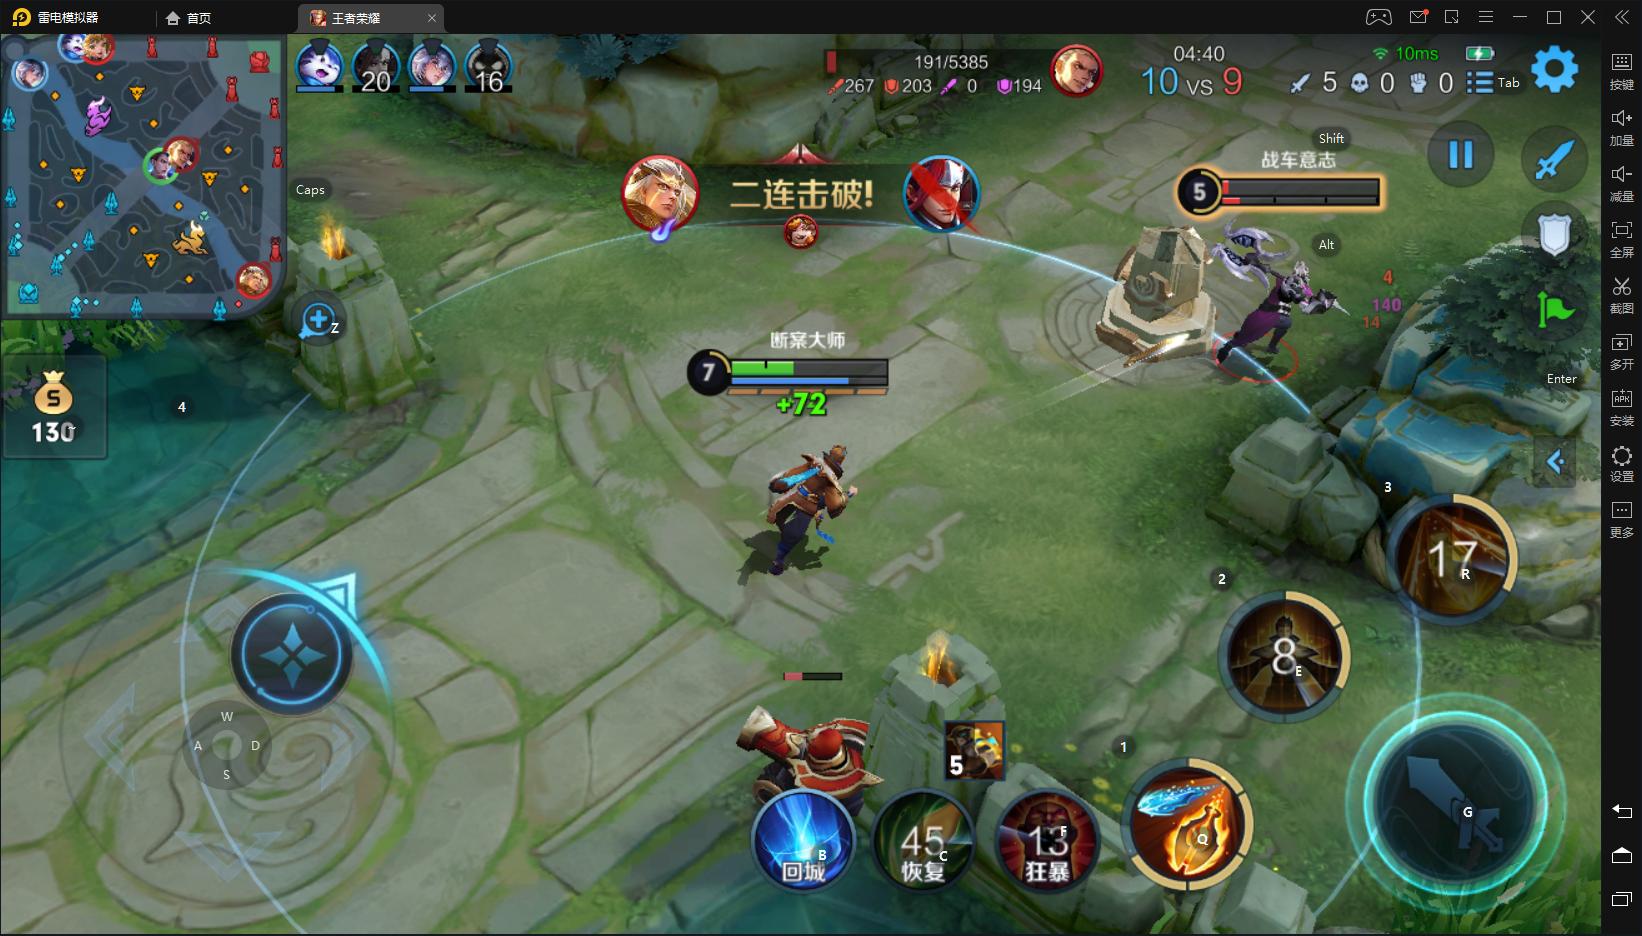 雷电模拟器
首页
王者荣耀
20
16
191/5385
267 203 0 194
04:40
10 VS 9
10ms
5 0 0
Tab
按键
加量
减量
全屏
截图
多开
安装
设置
更多
Caps
Shift
二连击破!
战车意志
5
Alt
4
140
14
Z
断案大师
7
+72
Enter
S
130
4
3
17
R
2
8
E
W
A D
S
5
1
Q
G
回城
B
45
恢复
C
13
狂暴
F